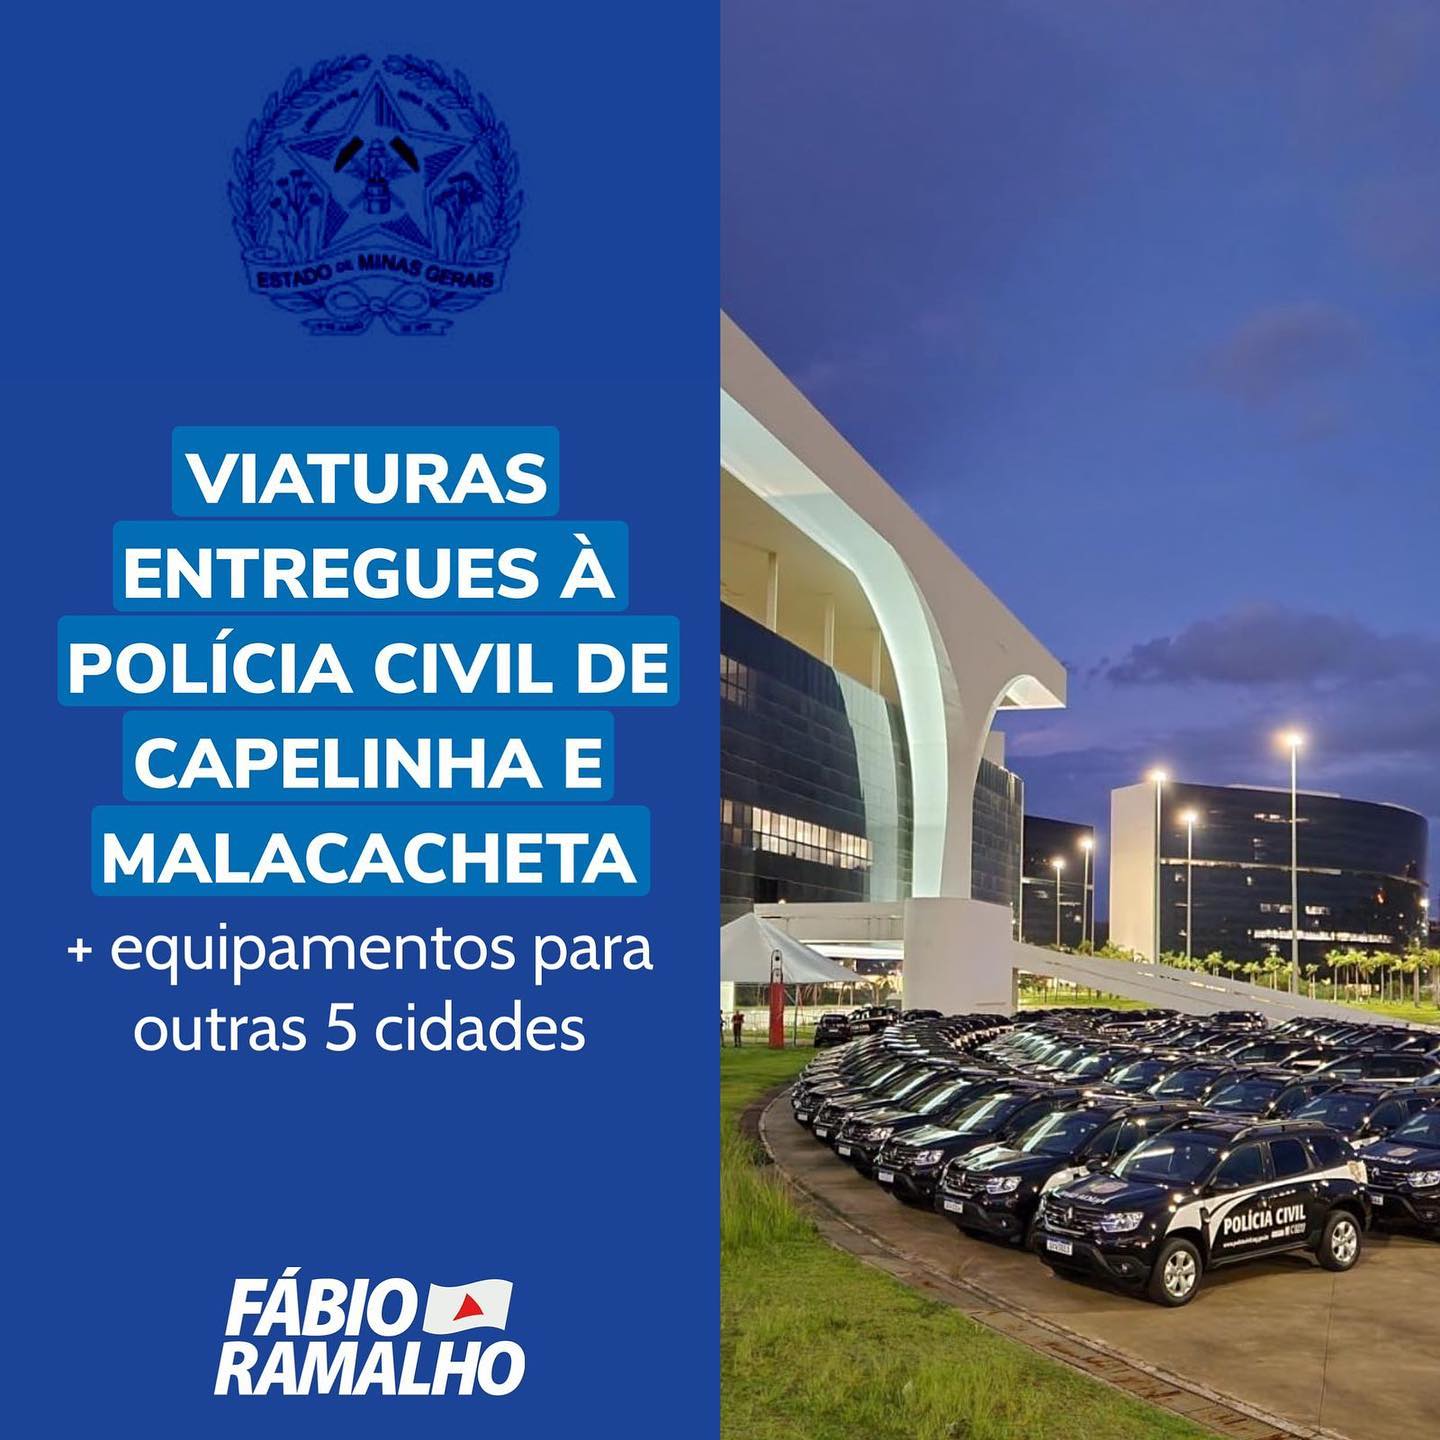 ESTADO DE MINAS GERAIS
VIATURAS
ENTREGUES À
POLÍCIA CIVIL DE
CAPELINHA E
MALACACHETA
+ equipamentos para
outras 5 cidades
FÁBIO
RAMALHO
POLÍCIA CIVIL